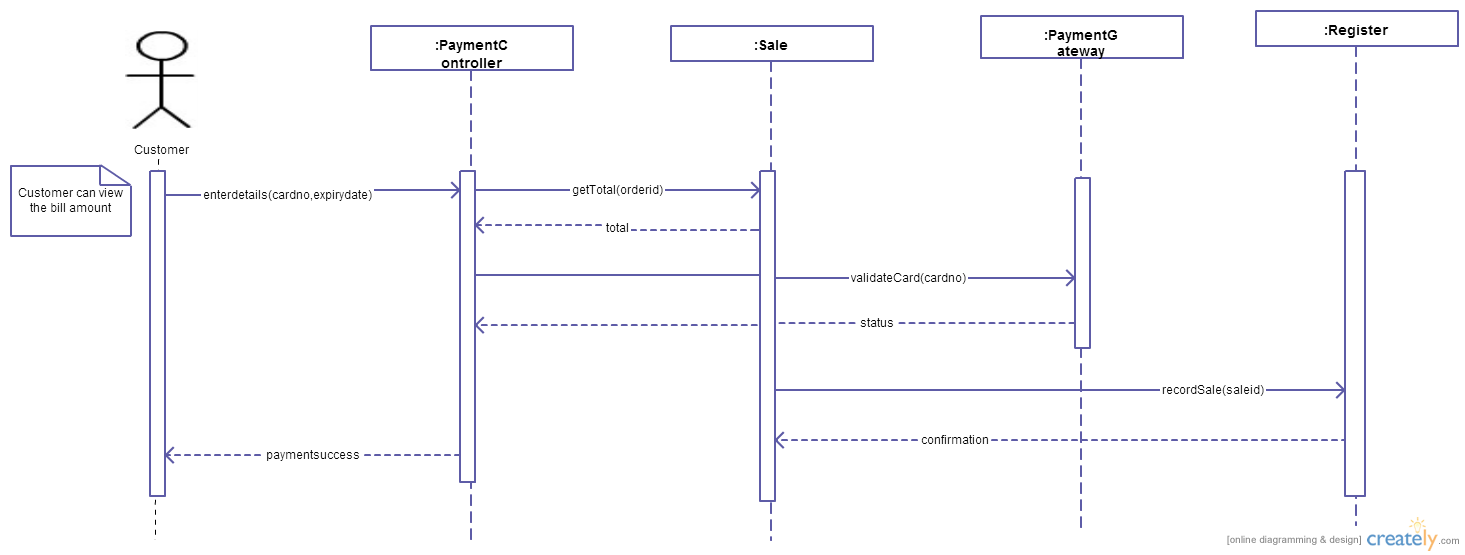 :PaymentC
ontroller
:Sale
:PaymentG
ateway
:Register
Customer
Customer can view
the bill amount
enterdetails(cardno,expirydate)
getTotal(orderid)
total
validateCard(cardno)
status
recordSale(saleid)
confirmation
paymentsuccess
[online diagramming & design] creately.com